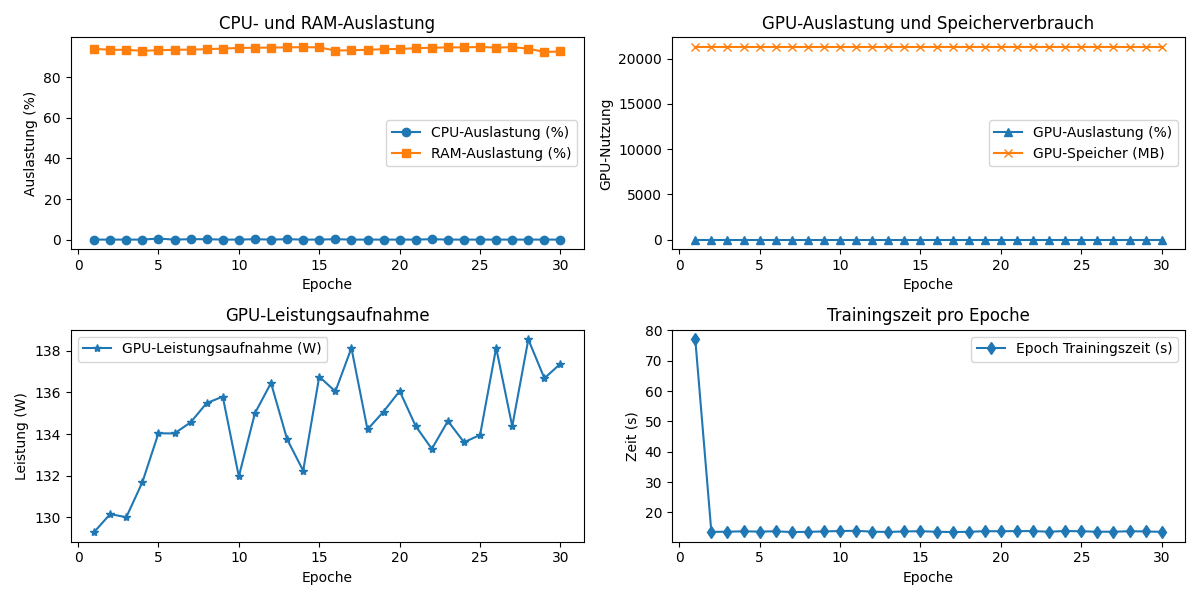 CPU- und RAM-Auslastung
Auslastung (%)
80
60
40
20
0
CPU-Auslastung (%)
RAM-Auslastung (%)
0 5 10 15 20 25 30
Epoche
GPU-Auslastung und Speicherverbrauch
GPU-Nutzung
20000
15000
10000
5000
0
GPU-Auslastung (%)
GPU-Speicher (MB)
0 5 10 15 20 25 30
Epoche
GPU-Leistungsaufnahme
Leistung (W)
GPU-Leistungsaufnahme (W)
138
136
134
132
130
0 5 10 15 20 25 30
Epoche
Trainingszeit pro Epoche
Zeit (s)
Epoch Trainingszeit (s)
80
70
60
50
40
30
20
0 5 10 15 20 25 30
Epoche